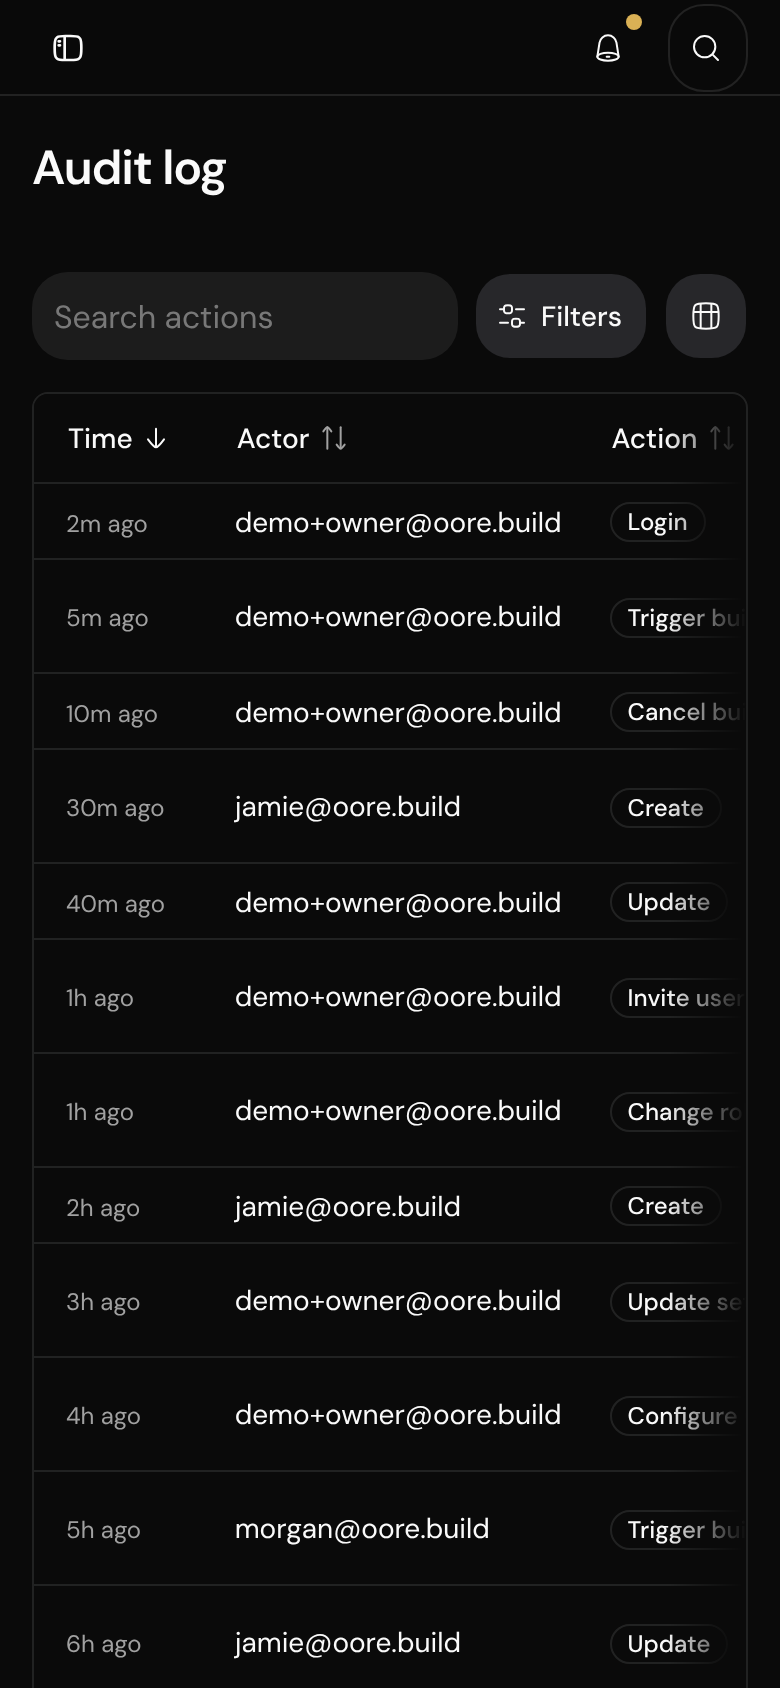 Audit log
Search actions
Filters
Time Actor Action
2m ago demo+owner@oore.build Login
5m ago demo+owner@oore.build Trigger
10m ago demo+owner@oore.build Cancel
30m ago jamie@oore.build Create
40m ago demo+owner@oore.build Update
1h ago demo+owner@oore.build Invite user
1h ago demo+owner@oore.build Change
2h ago jamie@oore.build Create
3h ago demo+owner@oore.build Update
4h ago demo+owner@oore.build Configure
5h ago morgan@oore.build Trigger
6h ago jamie@oore.build Update